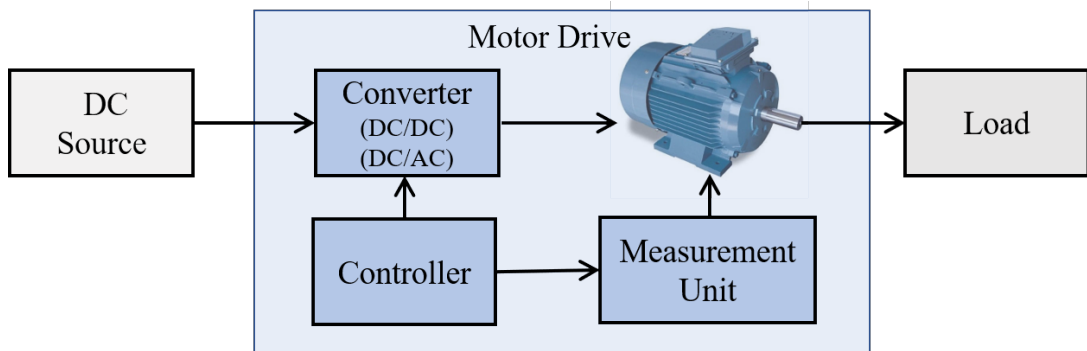 Motor Drive
DC
Source
Converter
(DC/DC)
(DC/AC)
Load
Controller
Measurement
Unit